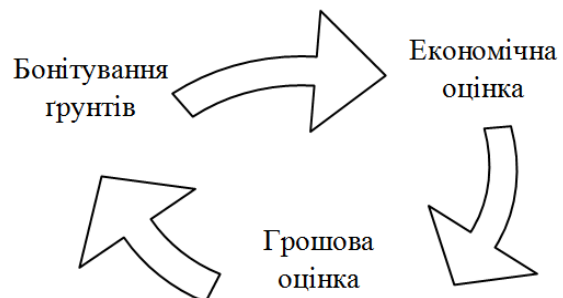 Бонітування
ґрунтів
Економічна
оцінка
Грошова
оцінка